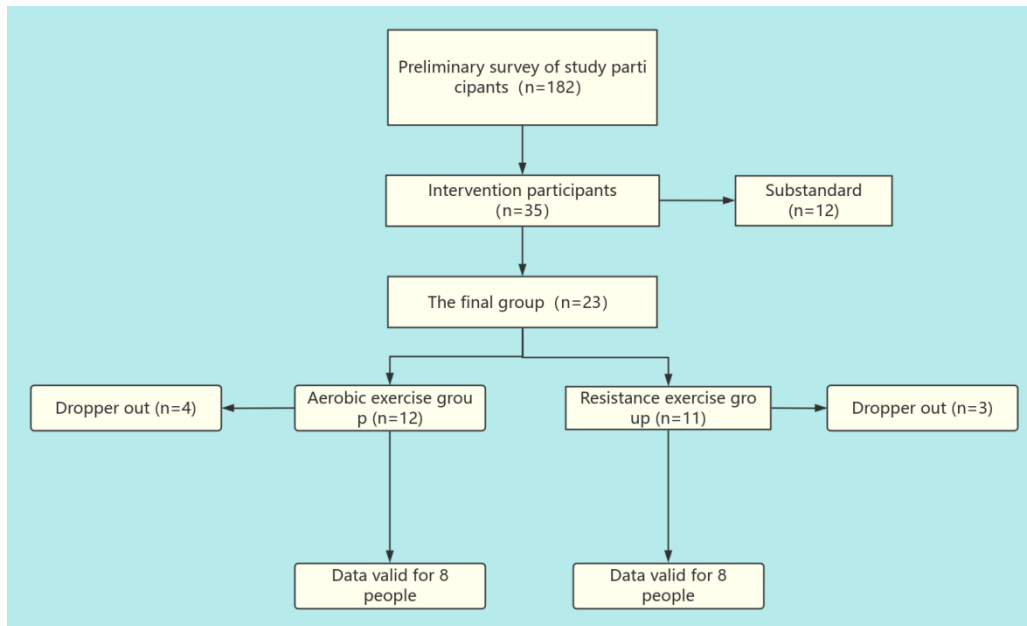 Preliminary survey of study parti
cipants（n=182）
Intervention participants
(n=35)
Substandard
(n=12)
The final group（n=23）
Dropper out (n=4)
Aerobic exercise grou
p (n=12)
Resistance exercise gro
up (n=11)
Dropper out (n=3)
Data valid for 8
people
Data valid for 8
people